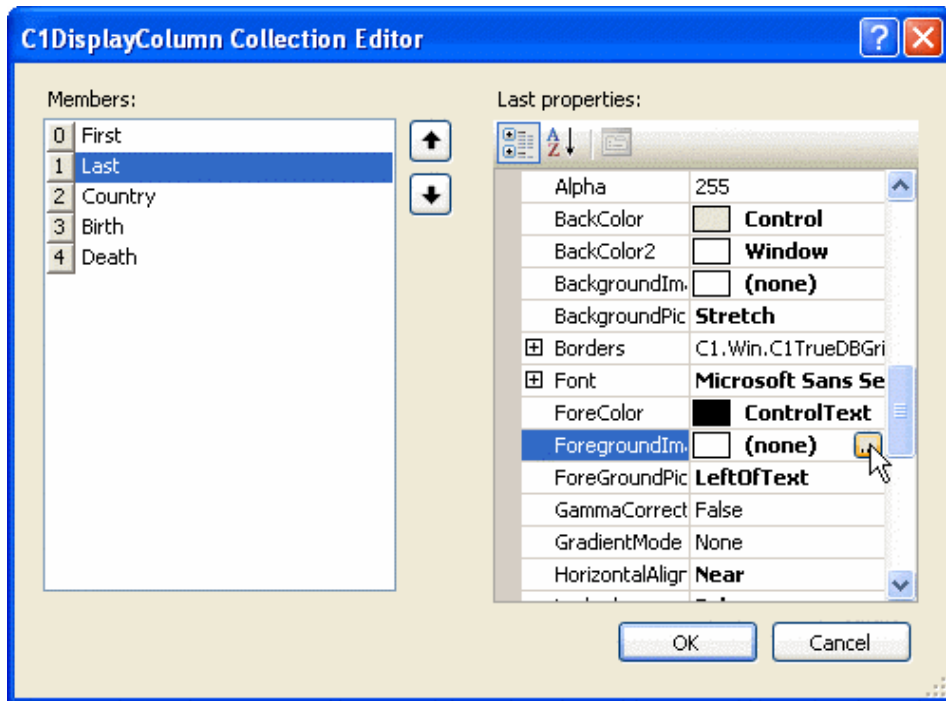 C1DisplayColumn Collection Editor
Members:
0 First
1 Last
2 Country
3 Birth
4 Death
Last properties:
Alpha 255
BackColor Control
BackColor2 Window
BackgroundIm (none)
BackgroundPic Stretch
Borders C1.Win.C1TrueDBGri
Font Microsoft Sans Se
ForeColor ControlText
ForegroundIm (none) ...
ForeGroundPic LeftOfText
GammaCorrect False
GradientMode None
HorizontalAlign Near
OK Cancel